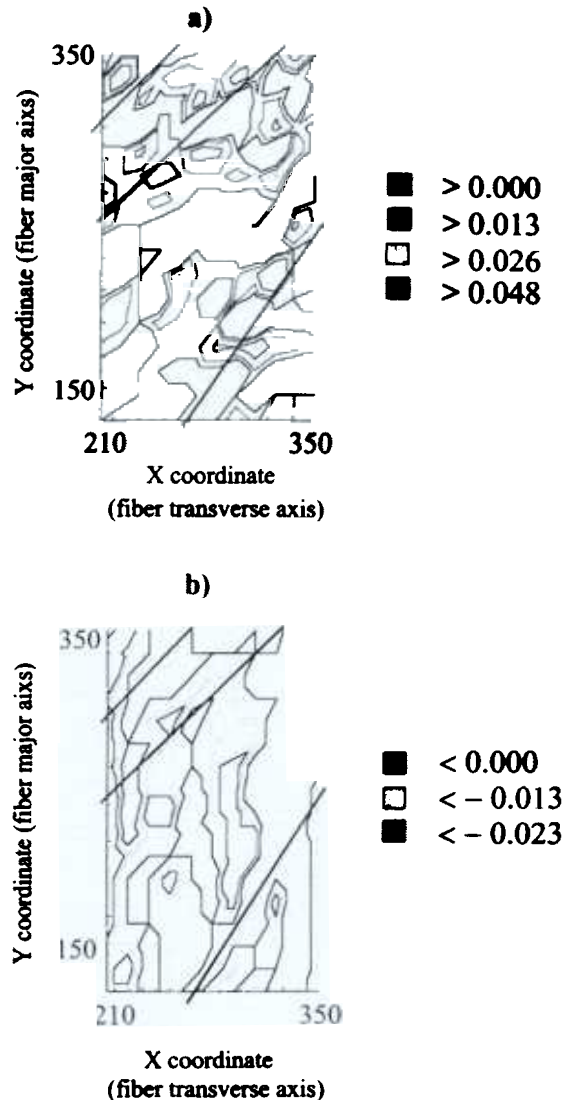 a)
350
150
210
350
Y coordinate (fiber major aixs)
X coordinate
(fiber transverse axis)
> 0.000
> 0.013
> 0.026
> 0.048
b)
350
150
210
350
Y coordinate (fiber major aixs)
X coordinate
(fiber transverse axis)
< 0.000
< – 0.013
< – 0.023